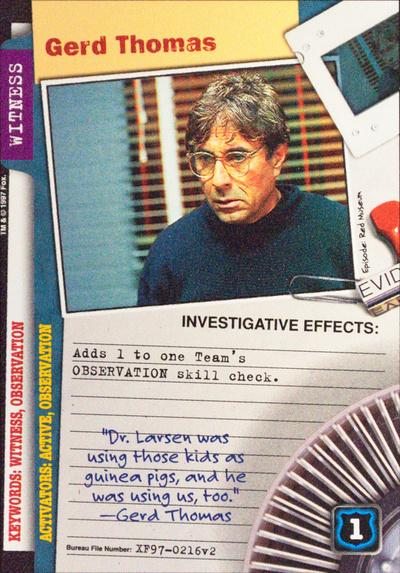 Gerd Thomas
WITNESS
TM & © 1997 Fox.
Episode: Red Museum
EVID
INVESTIGATIVE EFFECTS:
Adds 1 to one Team's
OBSERVATION skill check.
"Dr. Larsen was
using those kids as
guinea pigs, and he
was using us, too."
—Gerd Thomas
KEYWORDS: WITNESS, OBSERVATION
ACTIVATORS: ACTIVE, OBSERVATION
1
Bureau File Number: XF97-0216v2